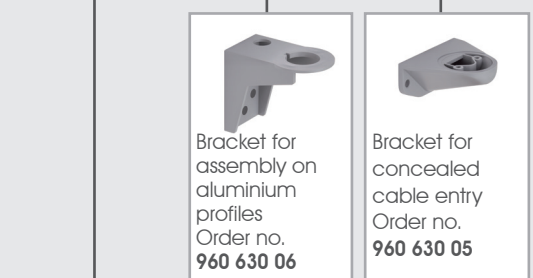 Bracket for
assembly on
aluminium
profiles
Order no.
960 630 06
Bracket for
concealed
cable entry
Order no.
960 630 05